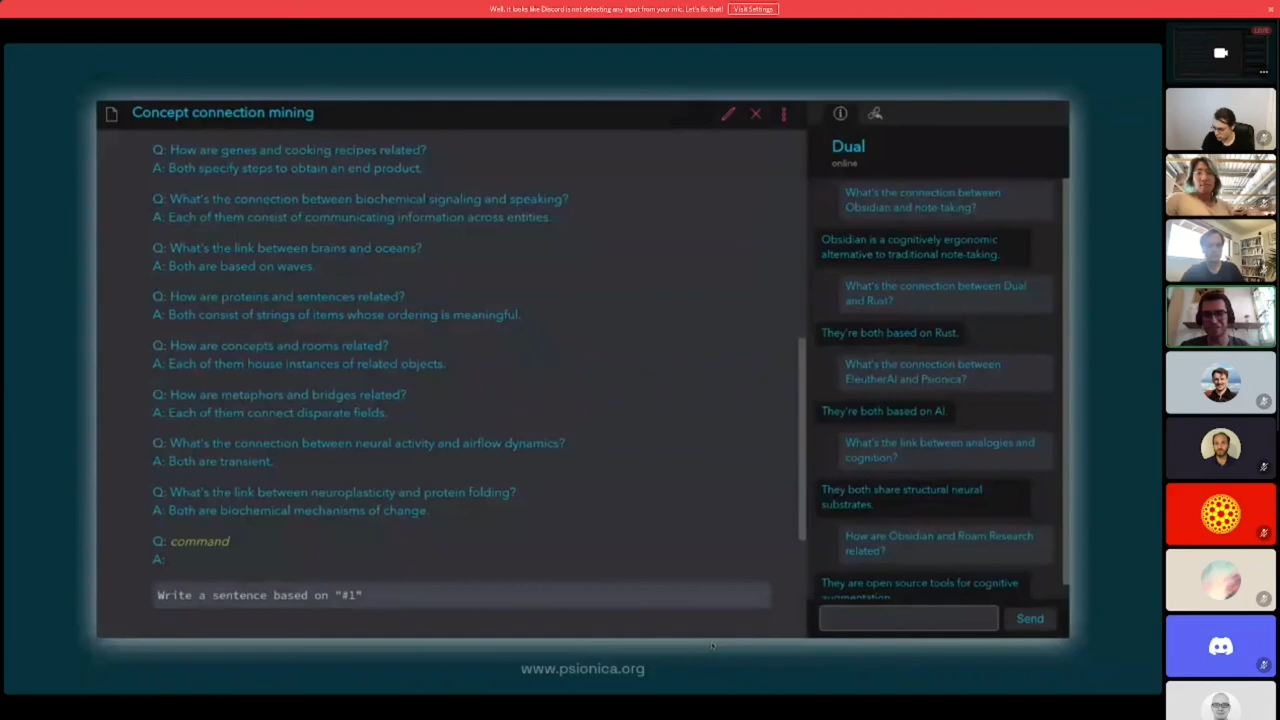 Well, it looks like Discord is not detecting any input from your mic. Let's fix that!
Visit Settings
LIVE
Concept connection mining
Q: How are genes and cooking recipes related?
A: Both specify steps to obtain an end product.
Q: What's the connection between biochemical signaling and speaking?
A: Each of them consist of communicating information across entities.
Q: What's the link between brains and oceans?
A: Both are based on waves.
Q: How are proteins and sentences related?
A: Both consist of strings of items whose ordering is meaningful.
Q: How are concepts and rooms related?
A: Each of them house instances of related objects.
Q: How are metaphors and bridges related?
A: Each of them connect disparate fields.
Q: What's the connection between neural activity and airflow dynamics?
A: Both are transient.
Q: What's the link between neuroplasticity and protein folding?
A: Both are biochemical mechanisms of change.
Q: command
A:
Write a sentence based on "#1"
Dual
online
What's the connection between
Obsidian and note-taking?
Obsidian is a cognitively ergonomic
alternative to traditional note-taking.
What's the connection between Dual
and Rust?
They're both based on Rust.
What's the connection between
EleutherAI and Psionica?
They're both based on AI.
What's the link between analogies and
cognition?
They both share structural neural
substrates.
How are Obsidian and Roam Research
related?
They are open source tools for cognitive
augmentation.
Send
www.psionica.org